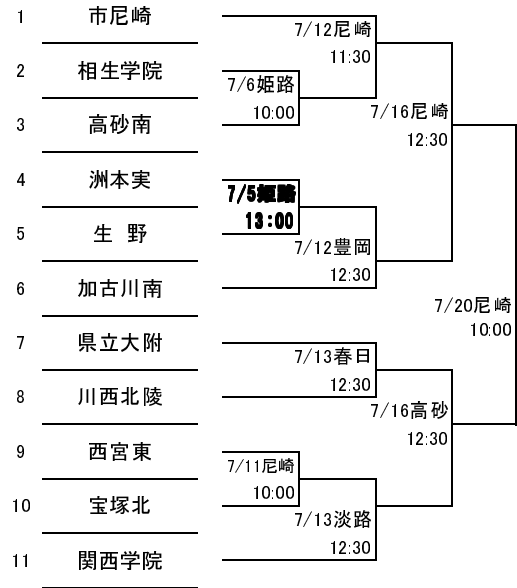 1 市尼崎
7/12尼崎
11:30
2 相生学院
7/6姫路
10:00
7/16尼崎
12:30
3 高砂南
4 洲本実
7/5姫路
13:00
5 生 野
7/12豊岡
12:30
6 加古川南
7/20尼崎
10:00
7 県立大附
7/13春日
12:30
8 川西北陵
7/16高砂
12:30
9 西宮東
7/11尼崎
10:00
10 宝塚北
7/13淡路
12:30
11 関西学院